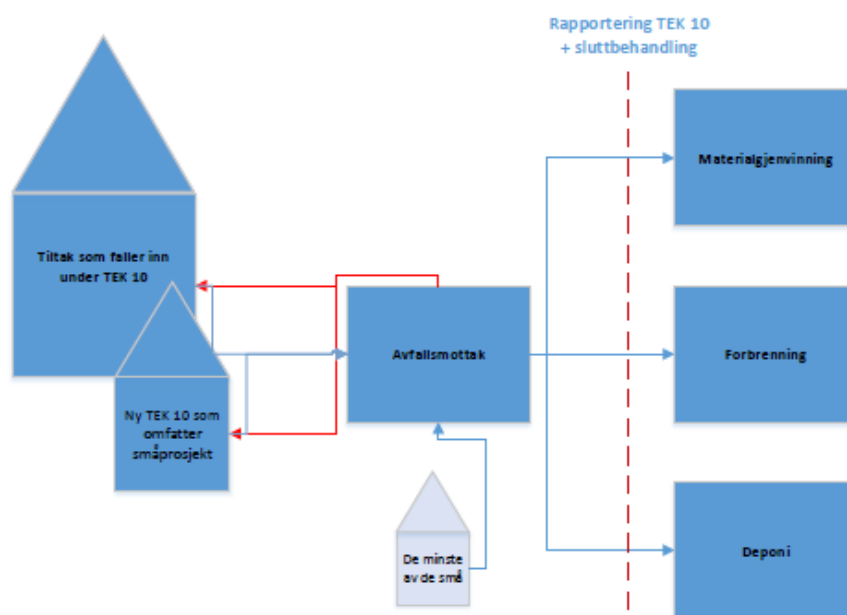 Rapportering TEK 10
+ sluttbehandling
Materialgjenvinning
Tiltak som faller inn
under TEK 10
Avfallsmottak
Forbrenning
Ny TEK 10 som
omfatter
småprosjekt
De minste
av de små
Deponi